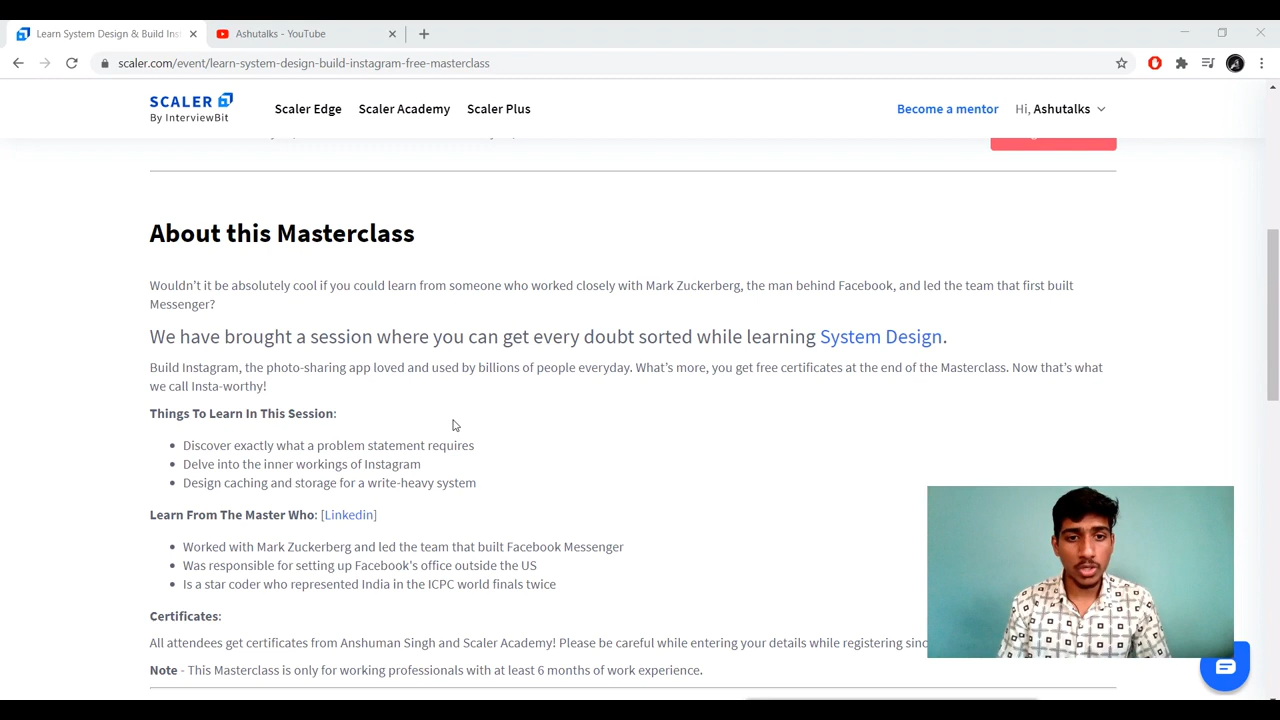 Learn System Design & Build Ins
Ashutalks - YouTube
scaler.com/event/learn-system-design-build-instagram-free-masterclass
SCALER
By InterviewBit
Scaler Edge
Scaler Academy
Scaler Plus
Become a mentor
Hi, Ashutalks
About this Masterclass
Wouldn't it be absolutely cool if you could learn from someone who worked closely with Mark Zuckerberg, the man behind Facebook, and led the team that first built
Messenger?
We have brought a session where you can get every doubt sorted while learning System Design.
Build Instagram, the photo-sharing app loved and used by billions of people everyday. What's more, you get free certificates at the end of the Masterclass. Now that's what
we call Insta-worthy!
Things To Learn In This Session:
Discover exactly what a problem statement requires
Delve into the inner workings of Instagram
Design caching and storage for a write-heavy system
Learn From The Master Who: [Linkedin]
Worked with Mark Zuckerberg and led the team that built Facebook Messenger
Was responsible for setting up Facebook's office outside the US
Is a star coder who represented India in the ICPC world finals twice
Certificates:
All attendees get certificates from Anshuman Singh and Scaler Academy! Please be careful while entering your details while registering sinc
Note - This Masterclass is only for working professionals with at least 6 months of work experience.